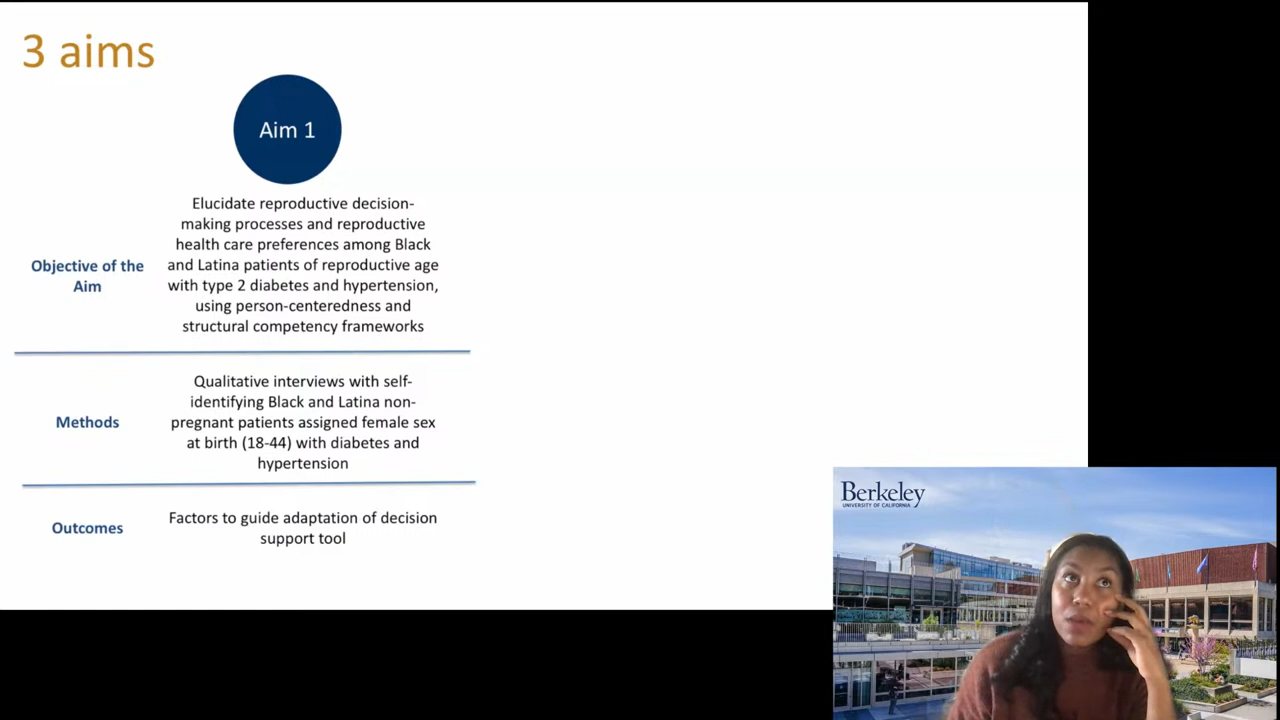 3 aims
Aim 1
Objective of the
Aim
Elucidate reproductive decision-
making processes and reproductive
health care preferences among Black
and Latina patients of reproductive age
with type 2 diabetes and hypertension,
using person-centeredness and
structural competency frameworks
Methods
Qualitative interviews with self-
identifying Black and Latina non-
pregnant patients assigned female sex
at birth (18-44) with diabetes and
hypertension
Outcomes
Factors to guide adaptation of decision
support tool
Berkeley
UNIVERSITY OF CALIFORNIA